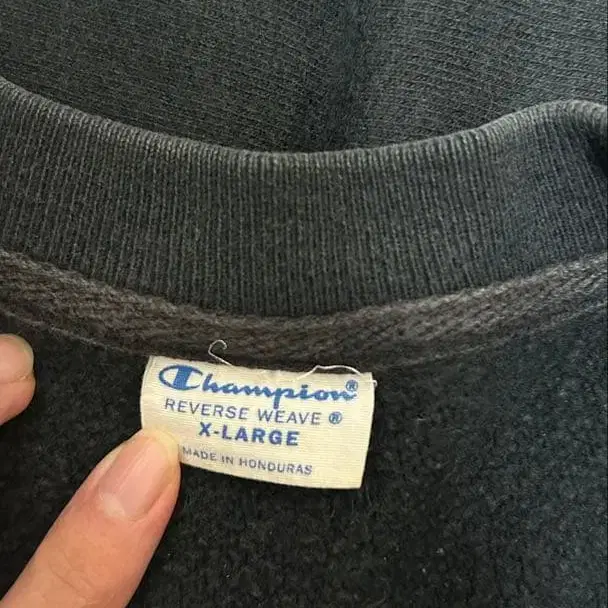 Champion®
REVERSE WEAVE ®
X-LARGE
MADE IN HONDURAS